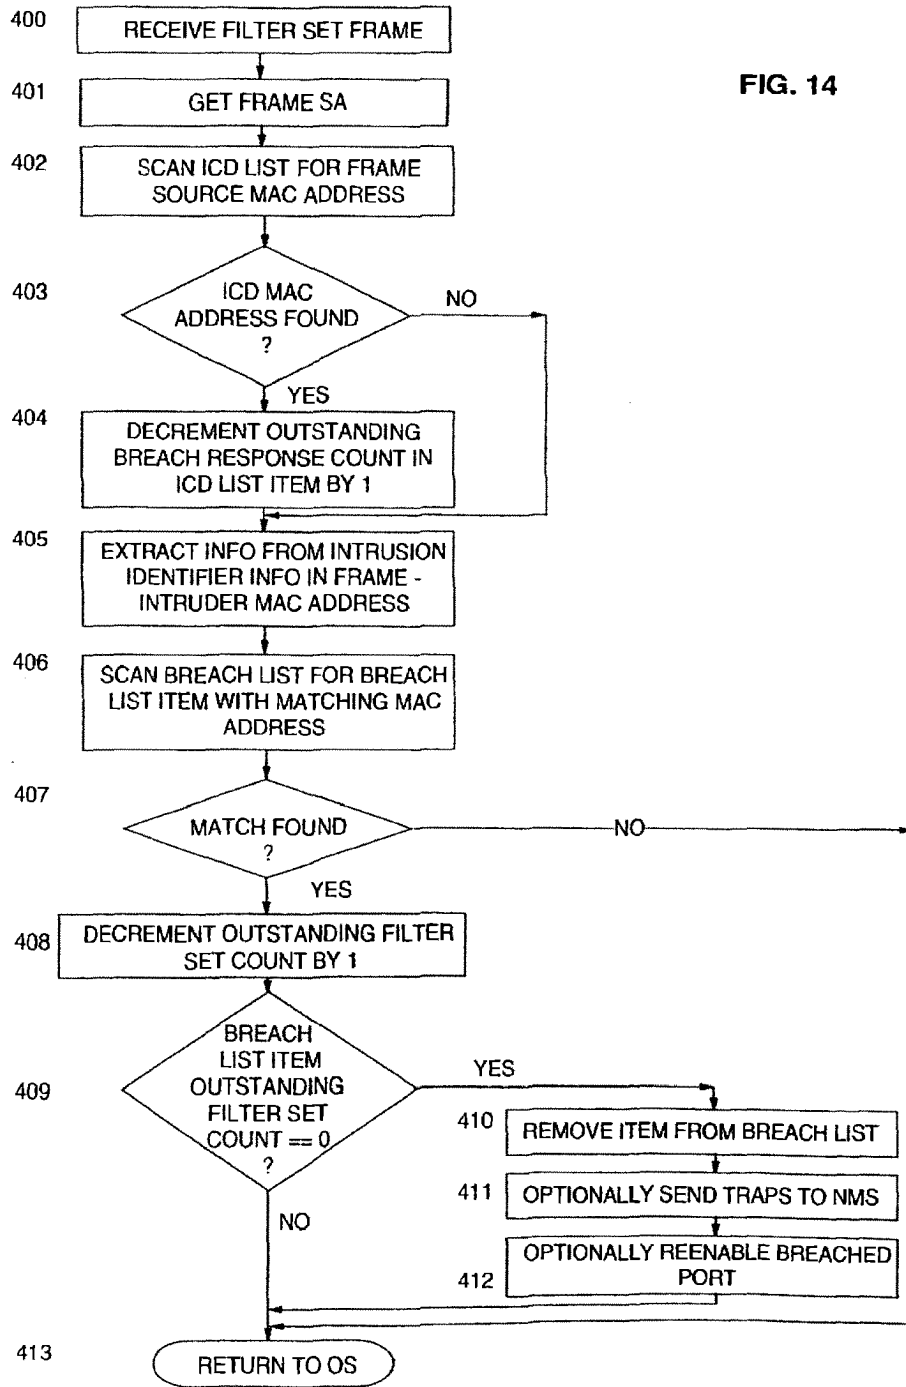 400
RECEIVE FILTER SET FRAME
FIG. 14
401
GET FRAME SA
402
SCAN ICD LIST FOR FRAME
SOURCE MAC ADDRESS
403
ICD MAC
ADDRESS FOUND
?
NO
YES
404
DECREMENT OUTSTANDING
BREACH RESPONSE COUNT IN
ICD LIST ITEM BY 1
405
EXTRACT INFO FROM INTRUSION
IDENTIFIER INFO IN FRAME -
INTRUDER MAC ADDRESS
406
SCAN BREACH LIST FOR BREACH
LIST ITEM WITH MATCHING MAC
ADDRESS
407
MATCH FOUND
?
NO
YES
408
DECREMENT OUTSTANDING FILTER
SET COUNT BY 1
409
BREACH
LIST ITEM
OUTSTANDING
FILTER SET
COUNT == 0
?
YES
410
REMOVE ITEM FROM BREACH LIST
411
OPTIONALLY SEND TRAPS TO NMS
412
OPTIONALLY REENABLE BREACHED
PORT
NO
413
RETURN TO OS